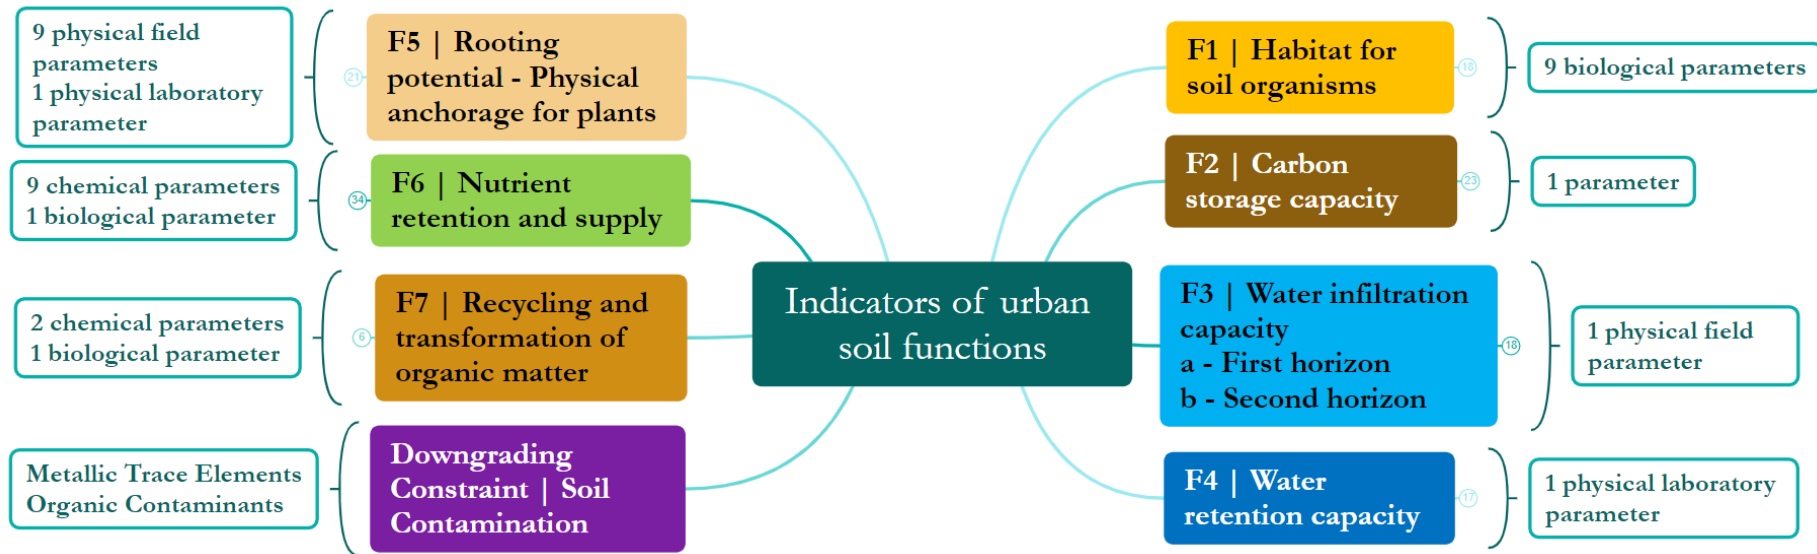 9 physical field
parameters
1 physical laboratory
parameter
21
F5 | Rooting
potential - Physical
anchorage for plants
9 chemical parameters
1 biological parameter
34
F6 | Nutrient
retention and supply
2 chemical parameters
1 biological parameter
6
F7 | Recycling and
transformation of
organic matter
Metallic Trace Elements
Organic Contaminants
Downgrading
Constraint | Soil
Contamination
Indicators of urban
soil functions
F1 | Habitat for
soil organisms
18
9 biological parameters
F2 | Carbon
storage capacity
23
1 parameter
F3 | Water infiltration
capacity
a - First horizon
b - Second horizon
18
1 physical field
parameter
F4 | Water
retention capacity
17
1 physical laboratory
parameter